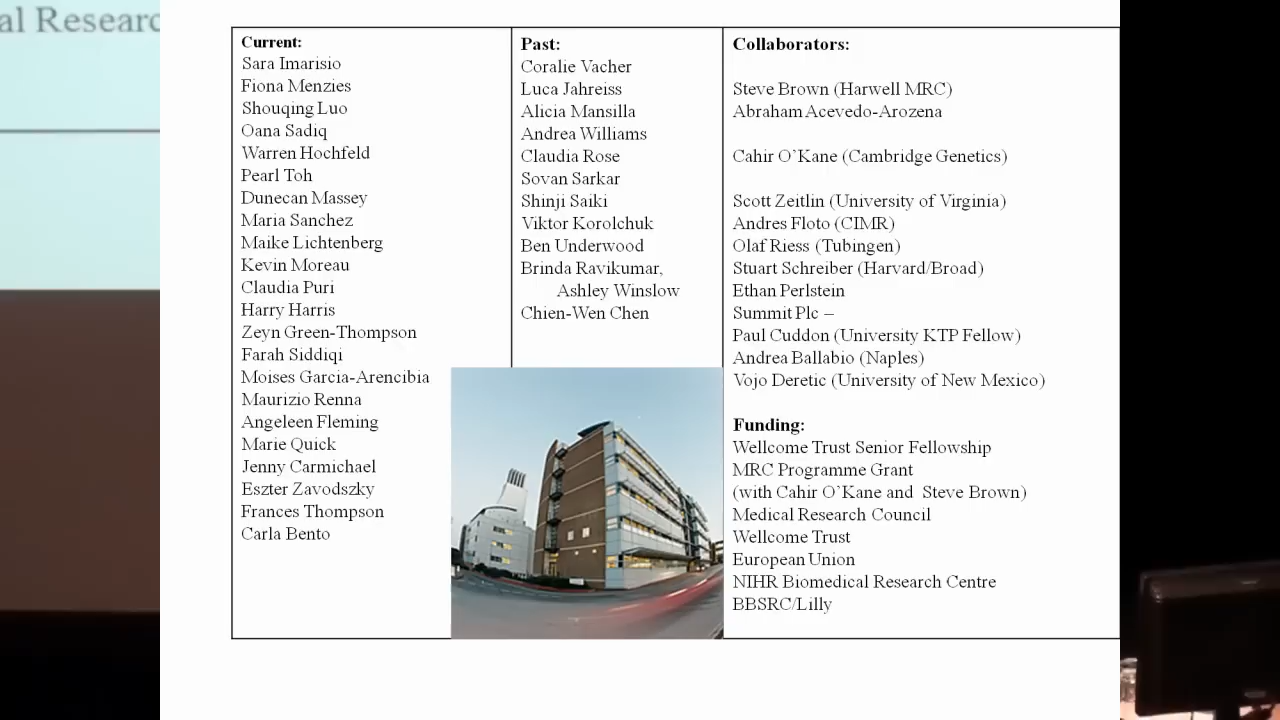 al Researc
Current:
Sara Imarisio
Fiona Menzies
Shouqing Luo
Oana Sadiq
Warren Hochfeld
Pearl Toh
Dunecan Massey
Maria Sanchez
Maike Lichtenberg
Kevin Moreau
Claudia Puri
Harry Harris
Zeyn Green-Thompson
Farah Siddiqi
Moises Garcia-Arencibia
Maurizio Renna
Angeleen Fleming
Marie Quick
Jenny Carmichael
Eszter Zavodszky
Frances Thompson
Carla Bento
Past:
Coralie Vacher
Luca Jahreiss
Alicia Mansilla
Andrea Williams
Claudia Rose
Sovan Sarkar
Shinji Saiki
Viktor Korolchuk
Ben Underwood
Brinda Ravikumar,
Ashley Winslow
Chien-Wen Chen
Collaborators:
Steve Brown (Harwell MRC)
Abraham Acevedo-Arozena
Cahir O`Kane (Cambridge Genetics)
Scott Zeitlin (University of Virginia)
Andres Floto (CIMR)
Olaf Riess (Tubingen)
Stuart Schreiber (Harvard/Broad)
Ethan Perlstein
Summit Plc –
Paul Cuddon (University KTP Fellow)
Andrea Ballabio (Naples)
Vojo Deretic (University of New Mexico)
Funding:
Wellcome Trust Senior Fellowship
MRC Programme Grant
(with Cahir O`Kane and Steve Brown)
Medical Research Council
Wellcome Trust
European Union
NIHR Biomedical Research Centre
BBSRC/Lilly